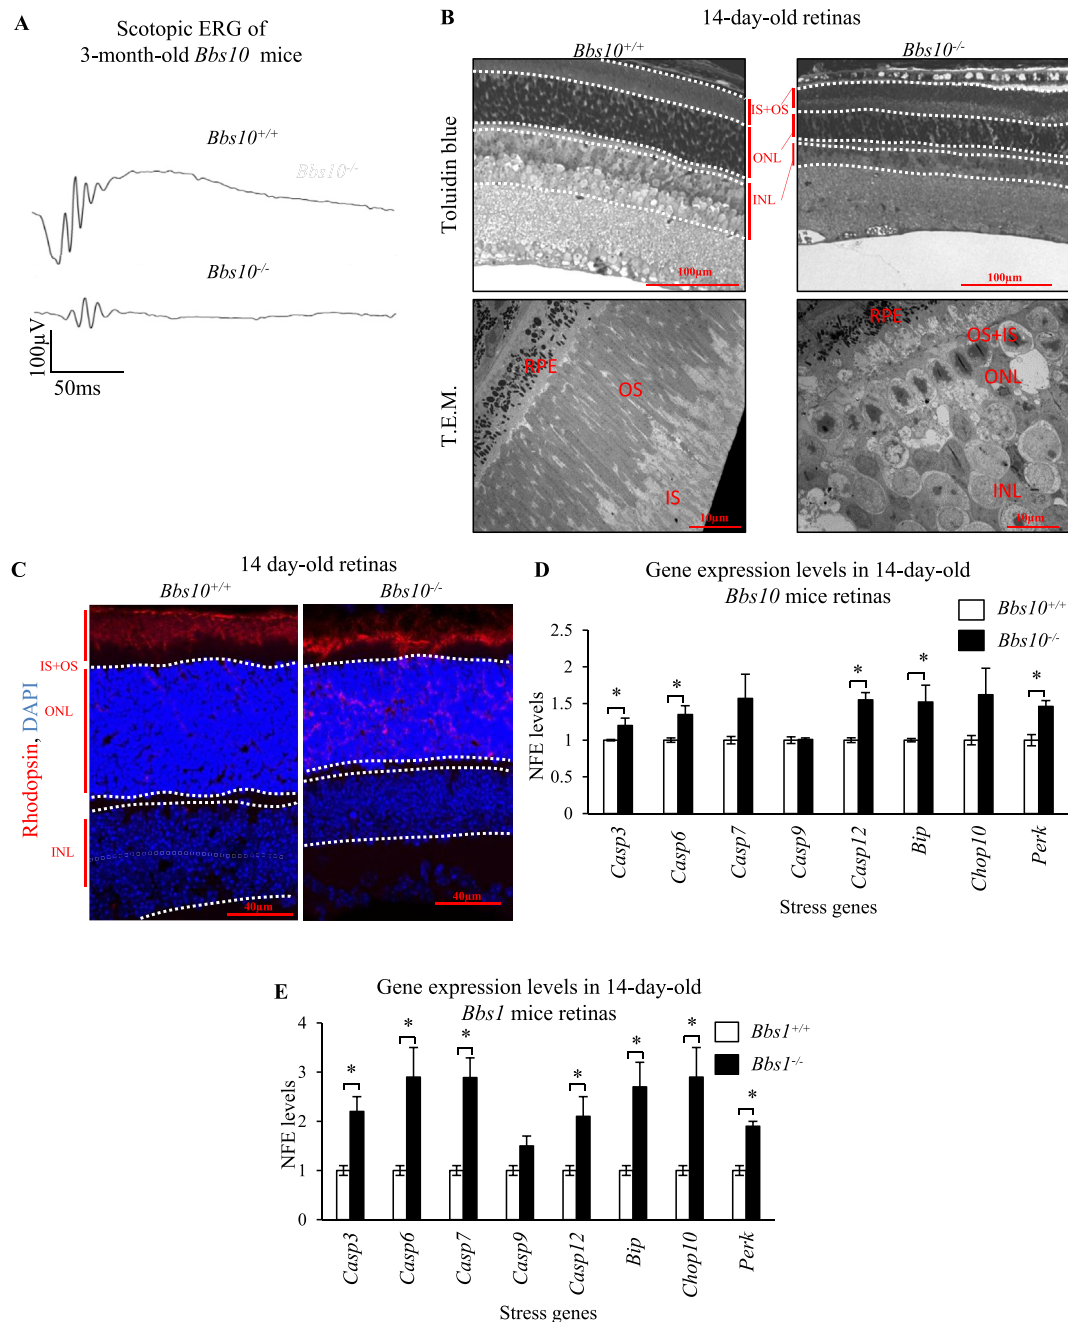 A
Scotopic ERG of
3-month-old Bbs10 mice
Bbs10+/+
Bbs10-/-
Bbs10-/-
100µV
50ms
B
14-day-old retinas
Bbs10+/+
Bbs10-/-
Toluidin blue
IS+OS
ONL
INL
100µm
100µm
T.E.M.
RPE
OS
IS
10µm
RPE
OS+IS
ONL
INL
10µm
C
14 day-old retinas
Bbs10+/+
Bbs10-/-
Rhodopsin, DAPI
IS+OS
ONL
INL
40µm
40µm
D
Gene expression levels in 14-day-old
Bbs10 mice retinas
Bbs10+/+
Bbs10-/-
NFE levels
2.5
2
1.5
1
0.5
0
* * * * *
Casp3 Casp6 Casp7 Casp9 Casp12 Bip Chop10 Perk
Stress genes
E
Gene expression levels in 14-day-old
Bbs1 mice retinas
Bbs1+/+
Bbs1-/-
NFE levels
4
3
2
1
0
* * * * * * *
Casp3 Casp6 Casp7 Casp9 Casp12 Bip Chop10 Perk
Stress genes